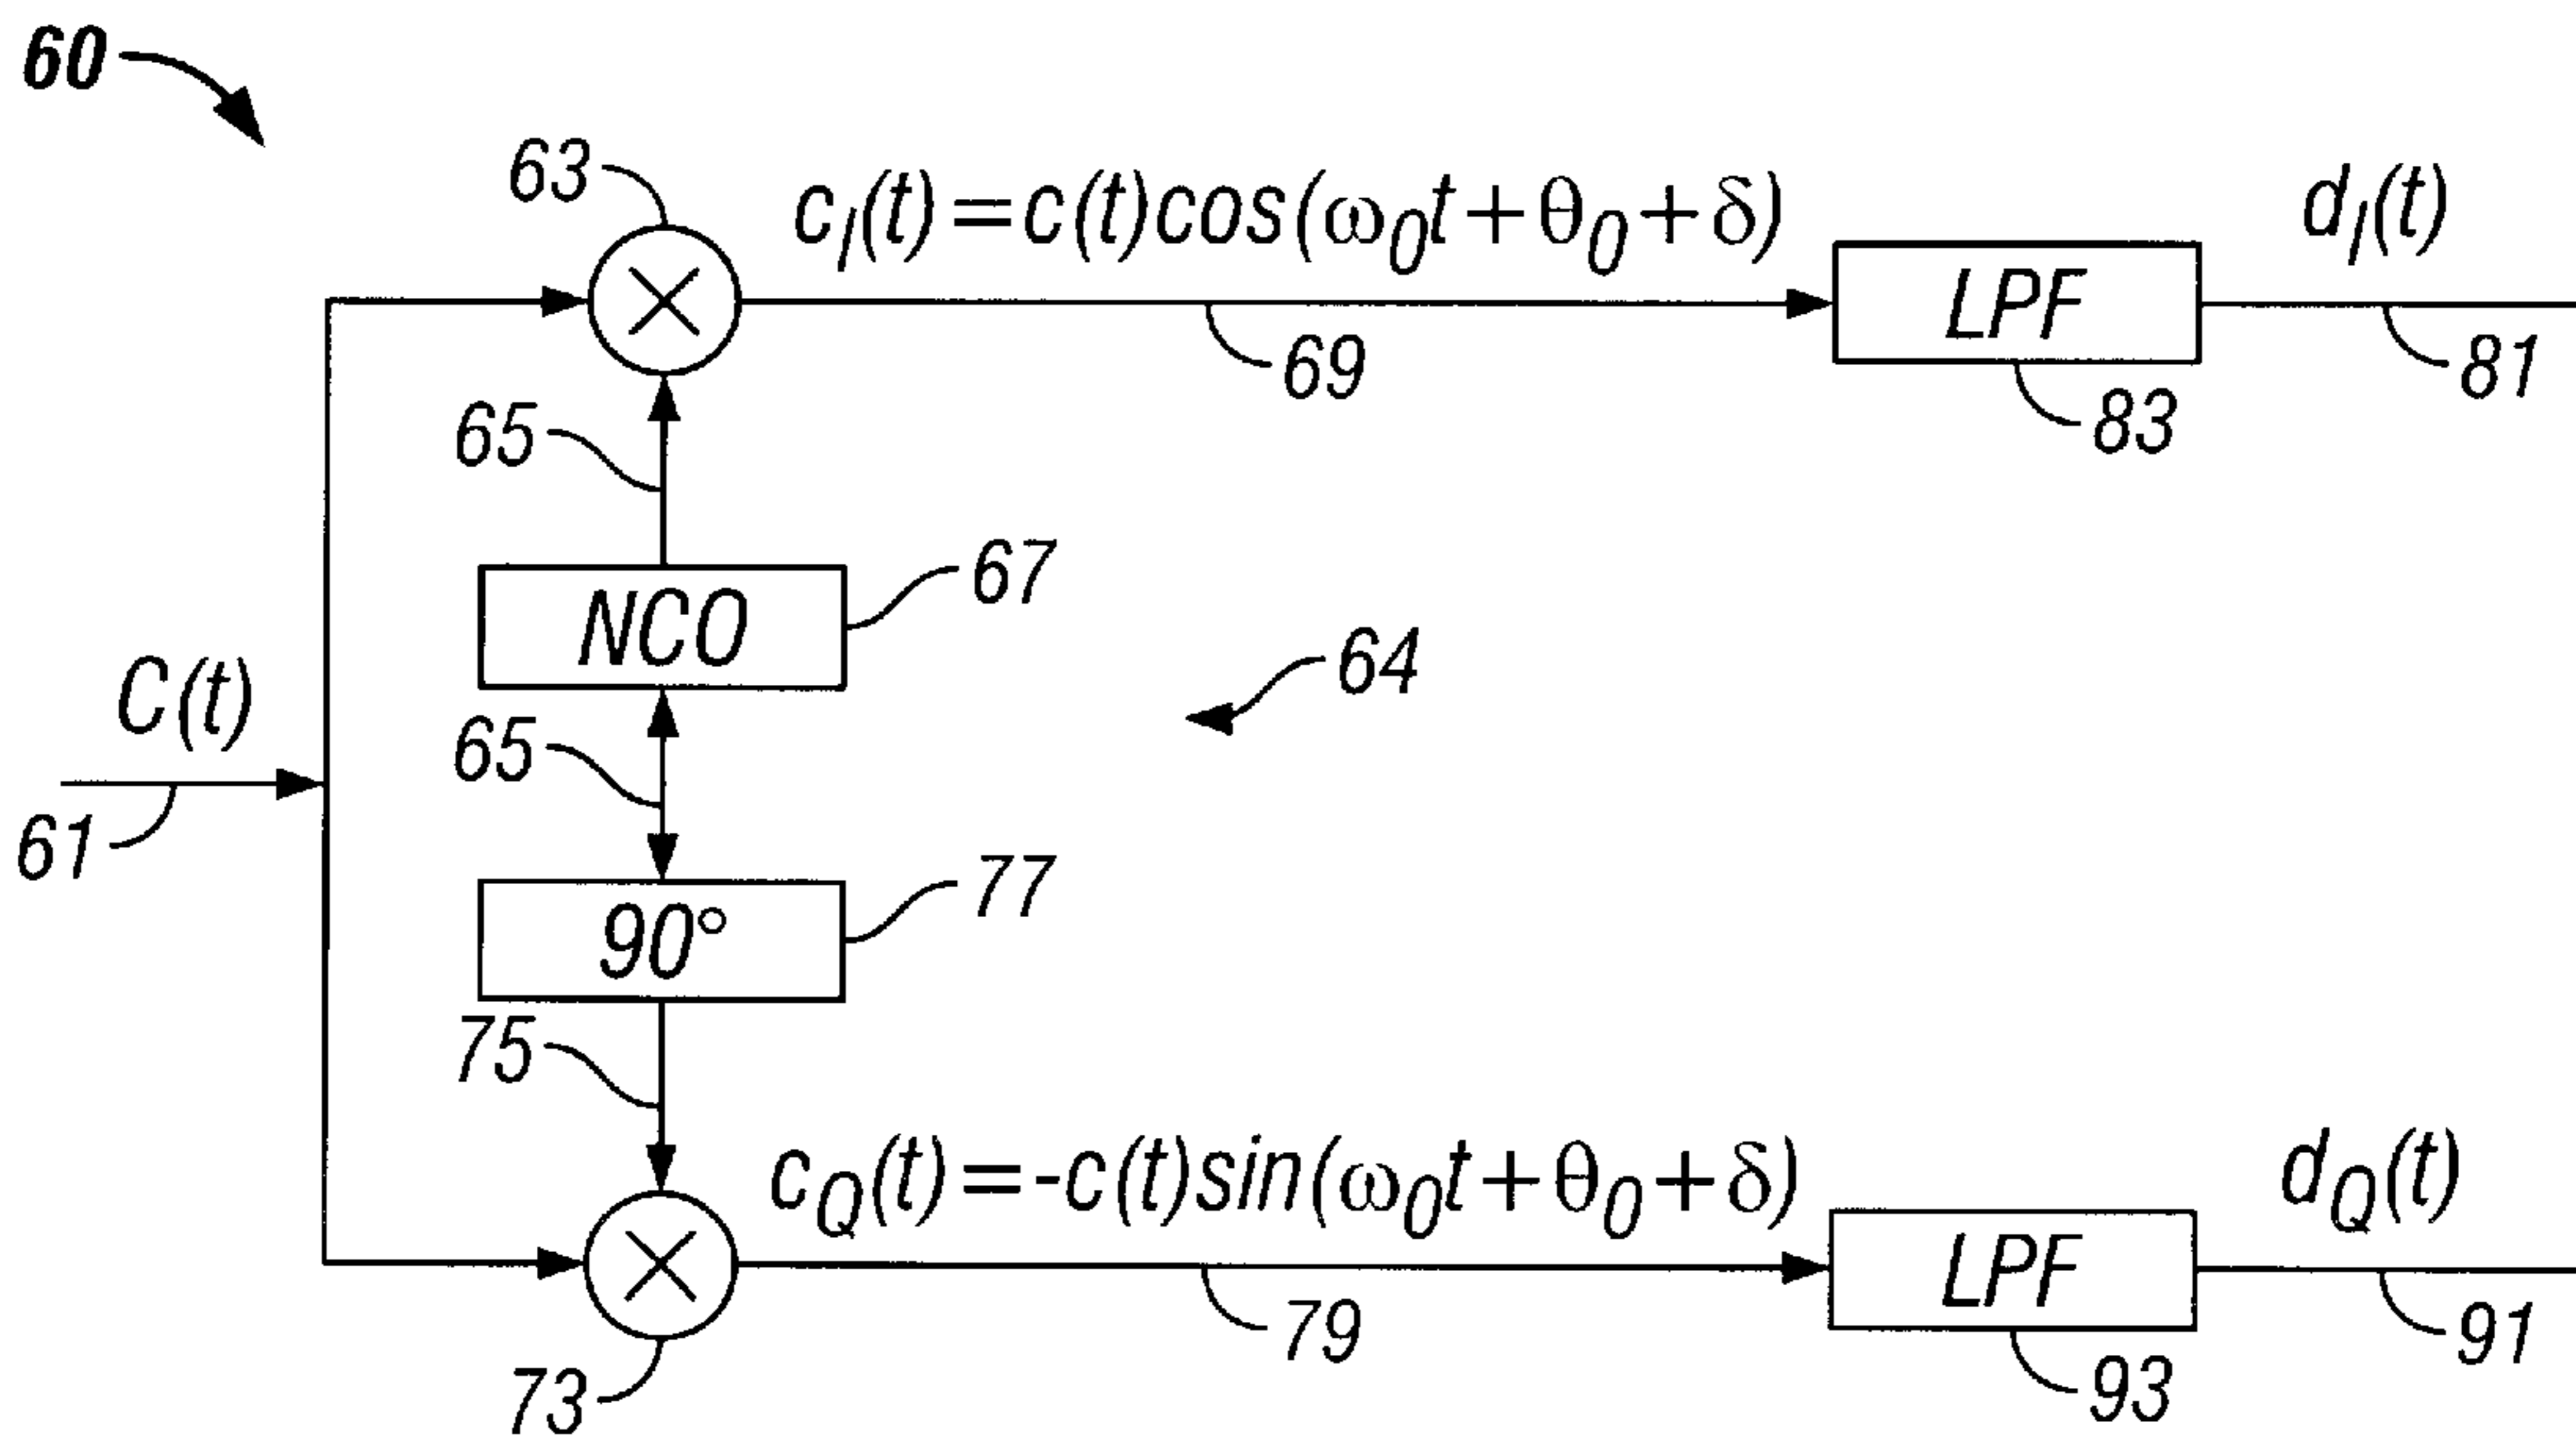 60
63
c_I(t)=c(t)cos(ω_0t+θ_0+δ)
d_I(t)
LPF
69
81
83
65
NCO
67
64
C(t)
65
61
77
90°
75
c_Q(t)=-c(t)sin(ω_0t+θ_0+δ)
d_Q(t)
LPF
79
91
93
73